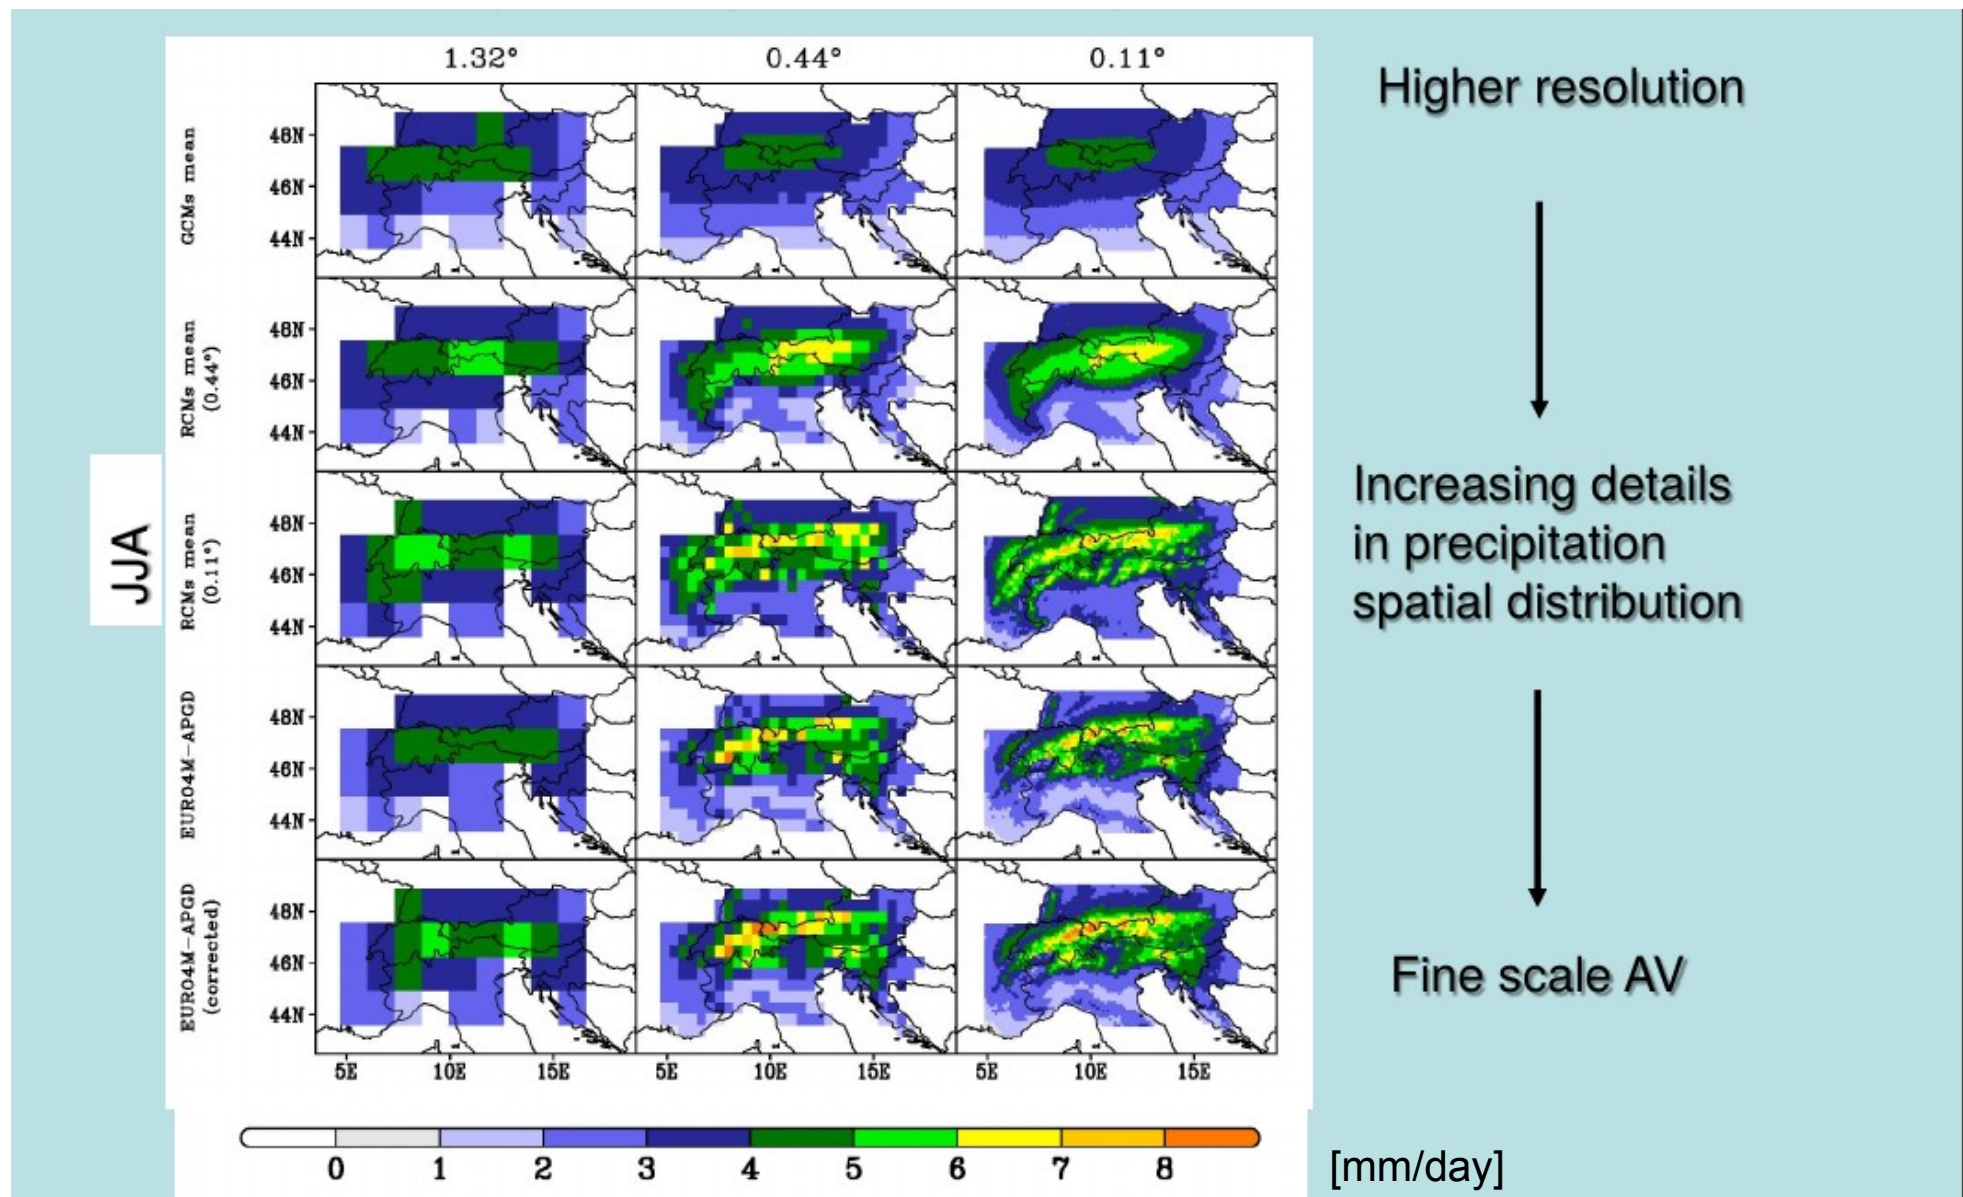 1.32° 0.44° 0.11°
Higher resolution
GCMs mean
48N
46N
44N
RCMs mean
(0.44°)
48N
46N
44N
JJA
RCMs mean
(0.11°)
48N
46N
44N
Increasing details
in precipitation
spatial distribution
EURO4M-APGD
48N
46N
44N
EURO4M-APGD
(corrected)
48N
46N
44N
Fine scale AV
5E 10E 15E 5E 10E 15E 5E 10E 15E
0 1 2 3 4 5 6 7 8
[mm/day]